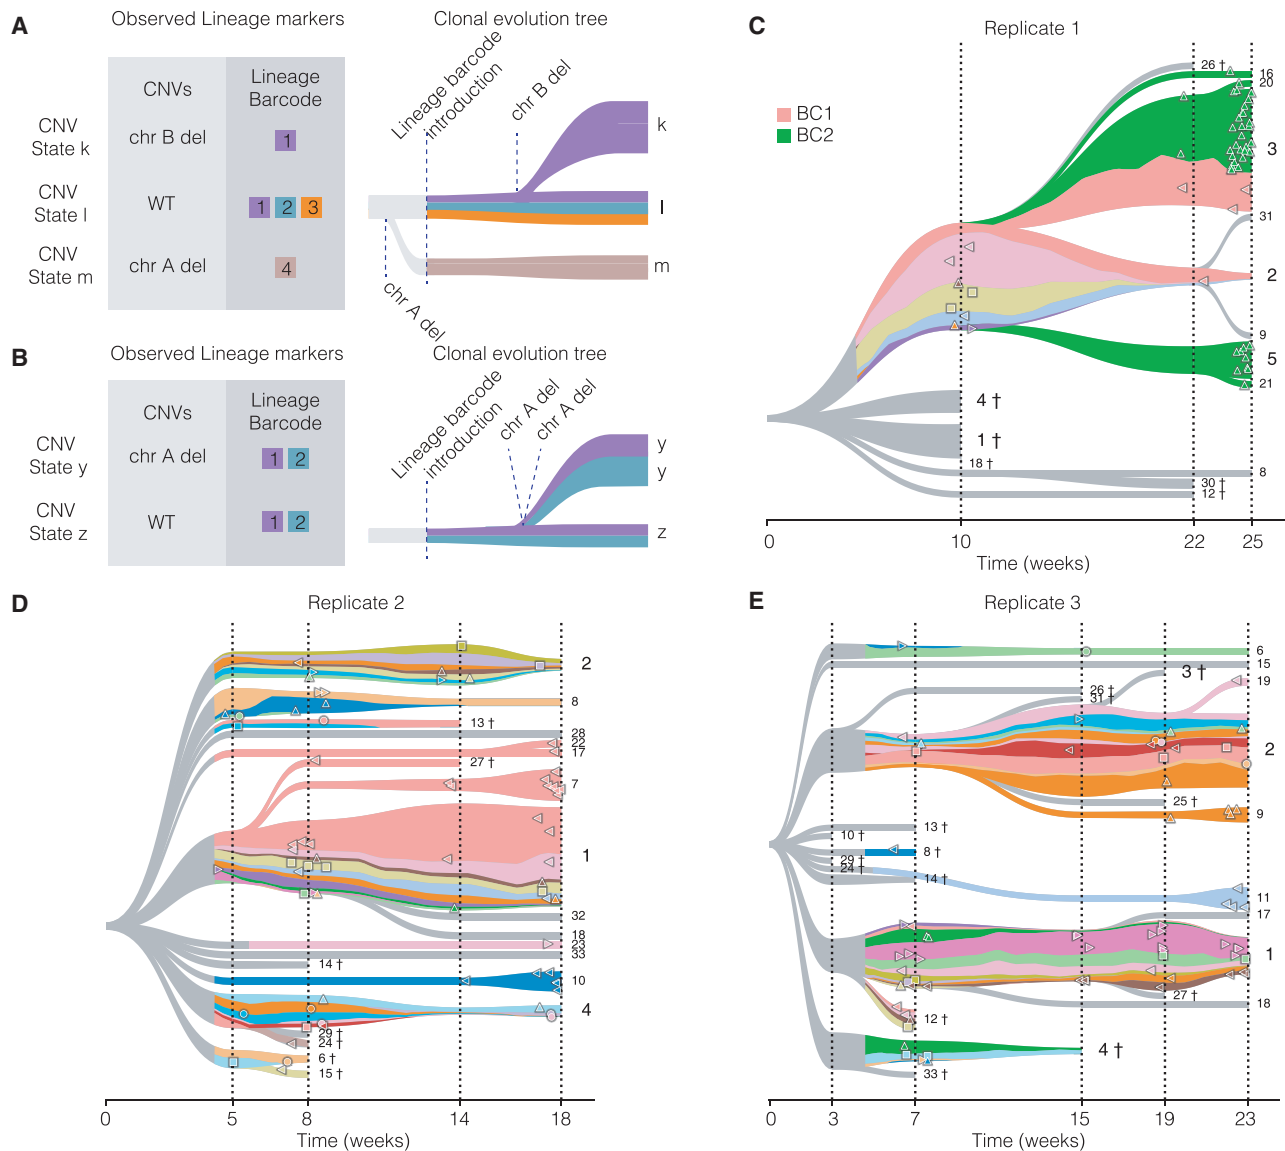 A
Observed Lineage markers
Clonal evolution tree
CNVs
Lineage
Barcode
Lineage barcode
introduction
chr B del
CNV
State k
chr B del
1
k
CNV
State l
WT
1 2 3
l
CNV
State m
chr A del
4
m
chr A del
B
Observed Lineage markers
Clonal evolution tree
CNVs
Lineage
Barcode
Lineage barcode
introduction
chr A del
chr A del
CNV
State y
chr A del
1 2
y
y
CNV
State z
WT
1 2
z
C
Replicate 1
BC1
BC2
26 †
16
20
3
31
2
9
5
21
4 †
1 †
18 †
8
30 †
12 †
0 10 22 25
Time (weeks)
D
Replicate 2
2
8
13 †
28
22
17
27 †
7
1
32
18
23
33
14 †
10
4
29 †
24 †
6 †
15 †
0 5 8 14 18
Time (weeks)
E
Replicate 3
6
15
3 †
19
26 †
31 †
2
25 †
9
13 †
10 †
8 †
29 †
24 †
14 †
11
17
1
27 †
18
12 †
4 †
33 †
0 3 7 15 19 23
Time (weeks)